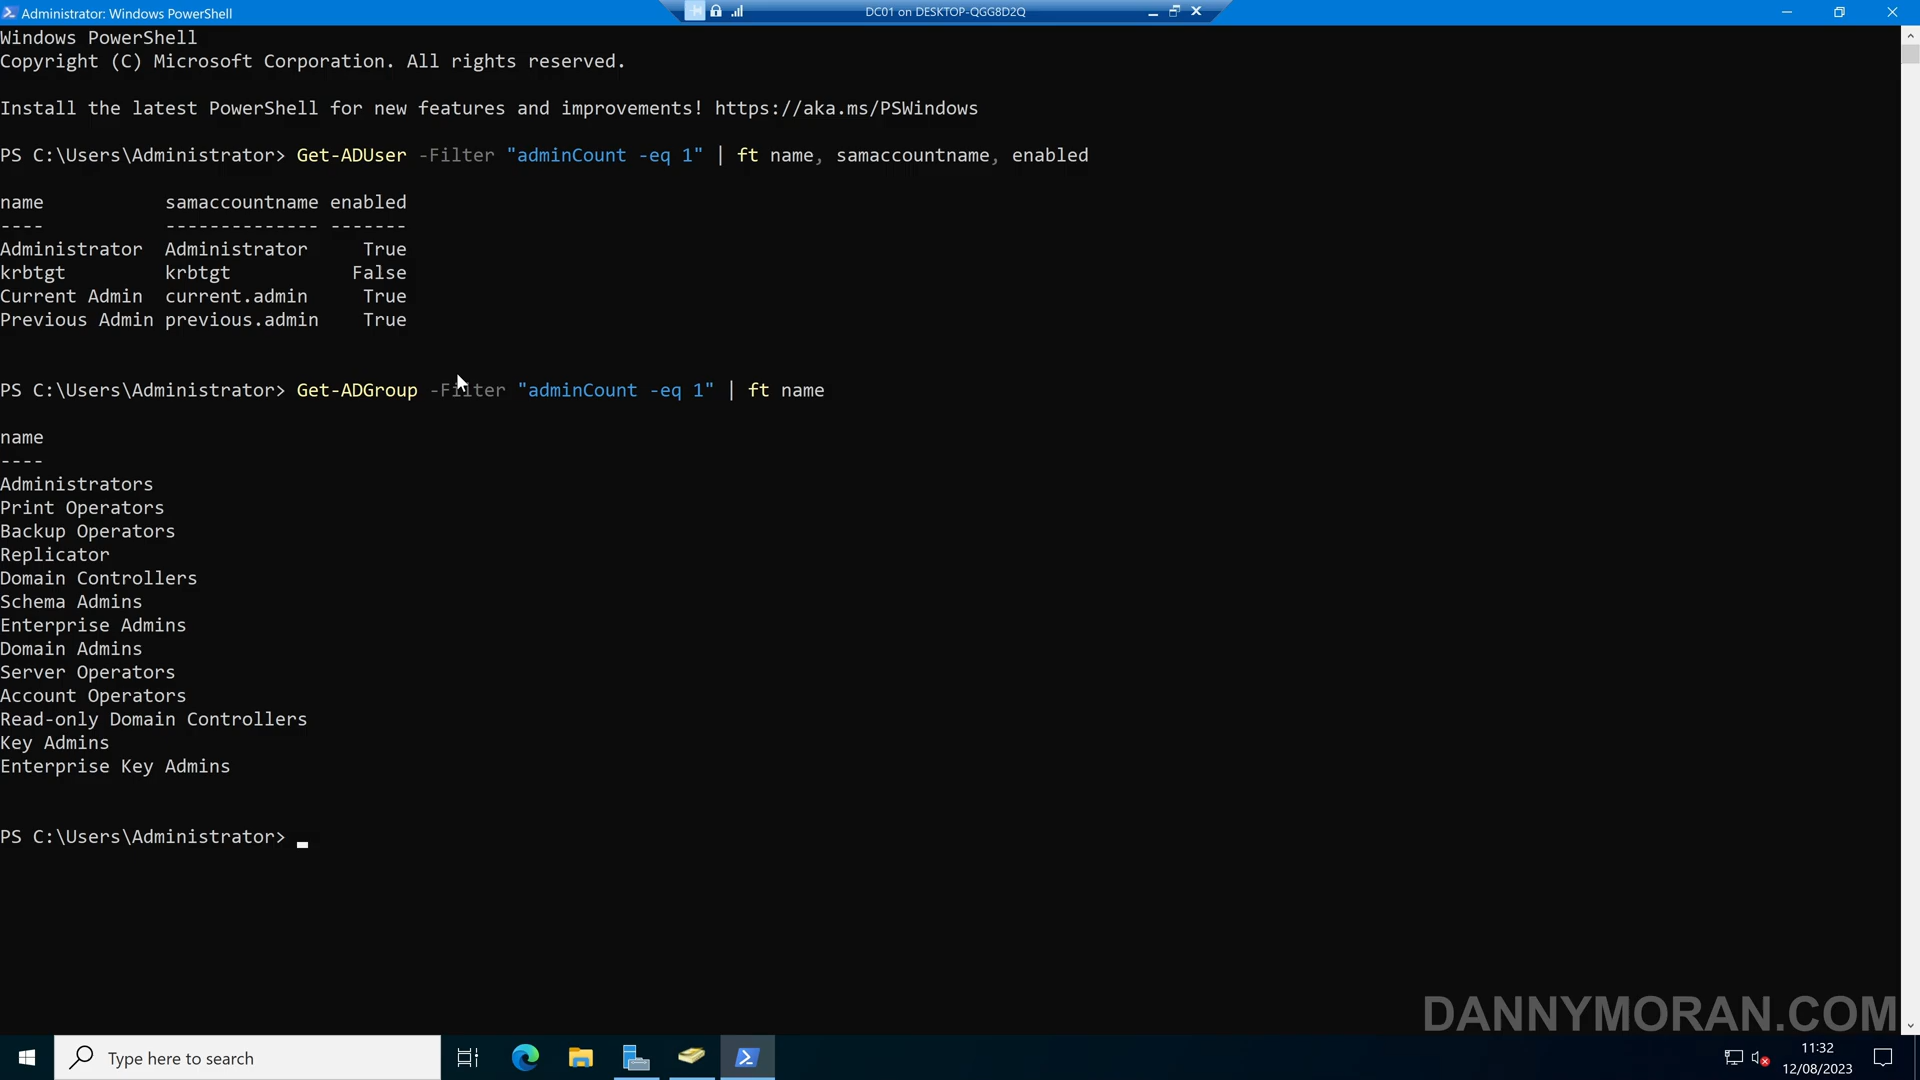 Administrator: Windows PowerShell
DC01 on DESKTOP-QGG8D2Q
Windows PowerShell
Copyright (C) Microsoft Corporation. All rights reserved.
Install the latest PowerShell for new features and improvements! https://aka.ms/PSWindows
PS C:\Users\Administrator> Get-ADUser -Filter "adminCount -eq 1" | ft name, samaccountname, enabled
name samaccountname enabled
---- -------------- -------
Administrator Administrator True
krbtgt krbtgt False
Current Admin current.admin True
Previous Admin previous.admin True
PS C:\Users\Administrator> Get-ADGroup -Filter "adminCount -eq 1" | ft name
name
----
Administrators
Print Operators
Backup Operators
Replicator
Domain Controllers
Schema Admins
Enterprise Admins
Domain Admins
Server Operators
Account Operators
Read-only Domain Controllers
Key Admins
Enterprise Key Admins
PS C:\Users\Administrator>
DANNYMORAN.COM
Type here to search
11:32
12/08/2023